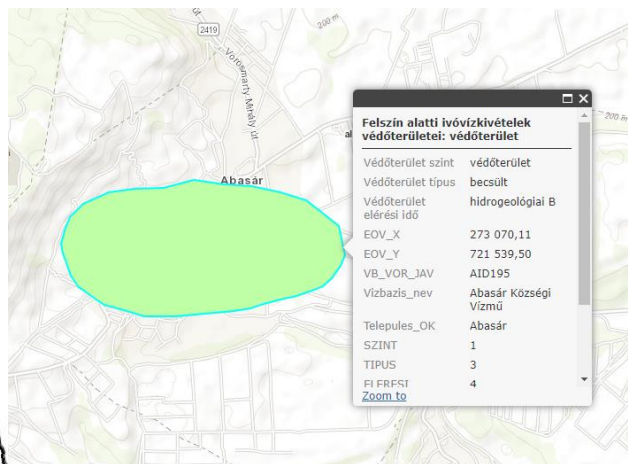 2419
200 m
Vorosmarty Mihály út
Abasár
Felszín alatti ivóvízkivételek
védőterületei: védőterület
Védőterület szint védőterület
Védőterület típus becsült
Védőterület hidrogeológiai B
elérési idő
EOV_X 273 070,11
EOV_Y 721 539,50
VB_VOR_JAV AID195
Vizbazis_nev Abasár Községi
Vízmű
Telepules_OK Abasár
SZINT 1
TIPUS 3
ELERESI 4
Zoom to